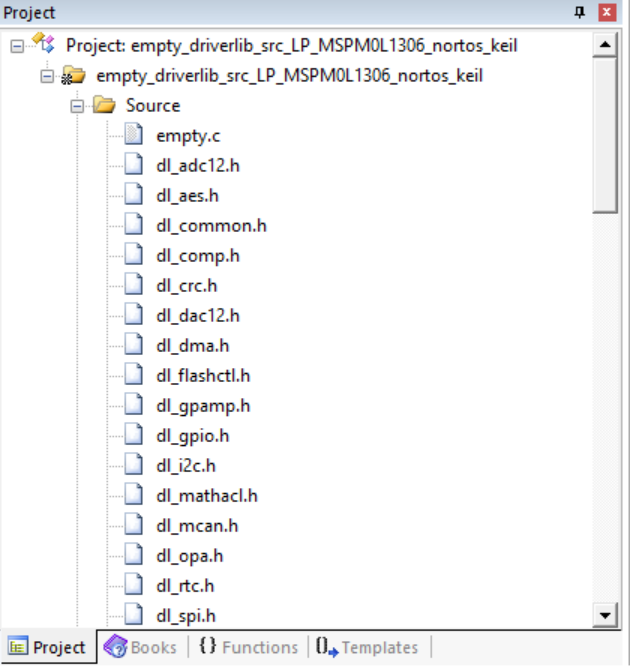 Project
Project: empty_driverlib_src_LP_MSPM0L1306_nortos_keil
empty_driverlib_src_LP_MSPM0L1306_nortos_keil
Source
empty.c
dl_adc12.h
dl_aes.h
dl_common.h
dl_comp.h
dl_crc.h
dl_dac12.h
dl_dma.h
dl_flashctl.h
dl_gpamp.h
dl_gpio.h
dl_i2c.h
dl_mathacl.h
dl_mcan.h
dl_opa.h
dl_rtc.h
dl_spi.h
Project Books {} Functions 0 Templates